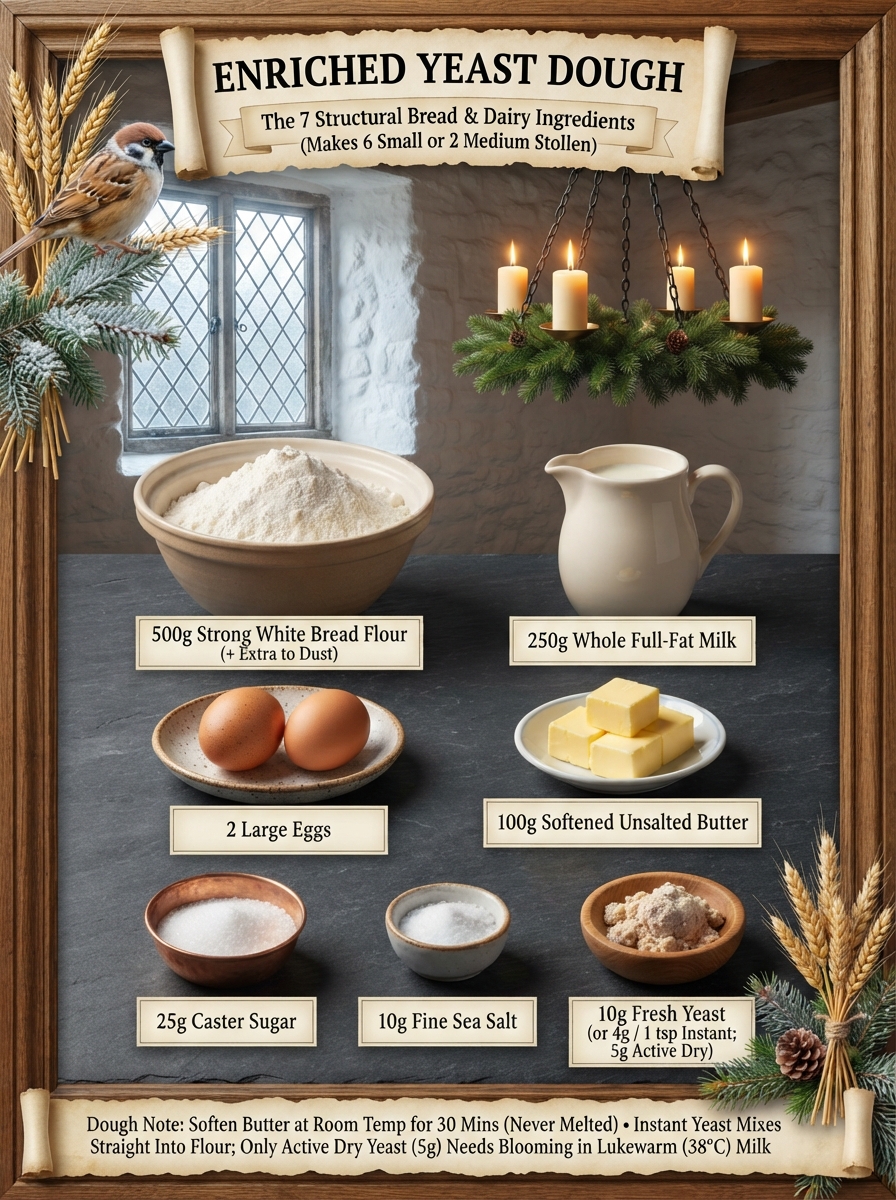 ENRICHED YEAST DOUGH
The 7 Structural Bread & Dairy Ingredients
(Makes 6 Small or 2 Medium Stollen)
500g Strong White Bread Flour
(+ Extra to Dust)
250g Whole Full-Fat Milk
2 Large Eggs
100g Softened Unsalted Butter
25g Caster Sugar
10g Fine Sea Salt
10g Fresh Yeast
(or 4g / 1 tsp Instant;
5g Active Dry)
Dough Note: Soften Butter at Room Temp for 30 Mins (Never Melted) • Instant Yeast Mixes
Straight Into Flour; Only Active Dry Yeast (5g) Needs Blooming in Lukewarm (38°C) Milk